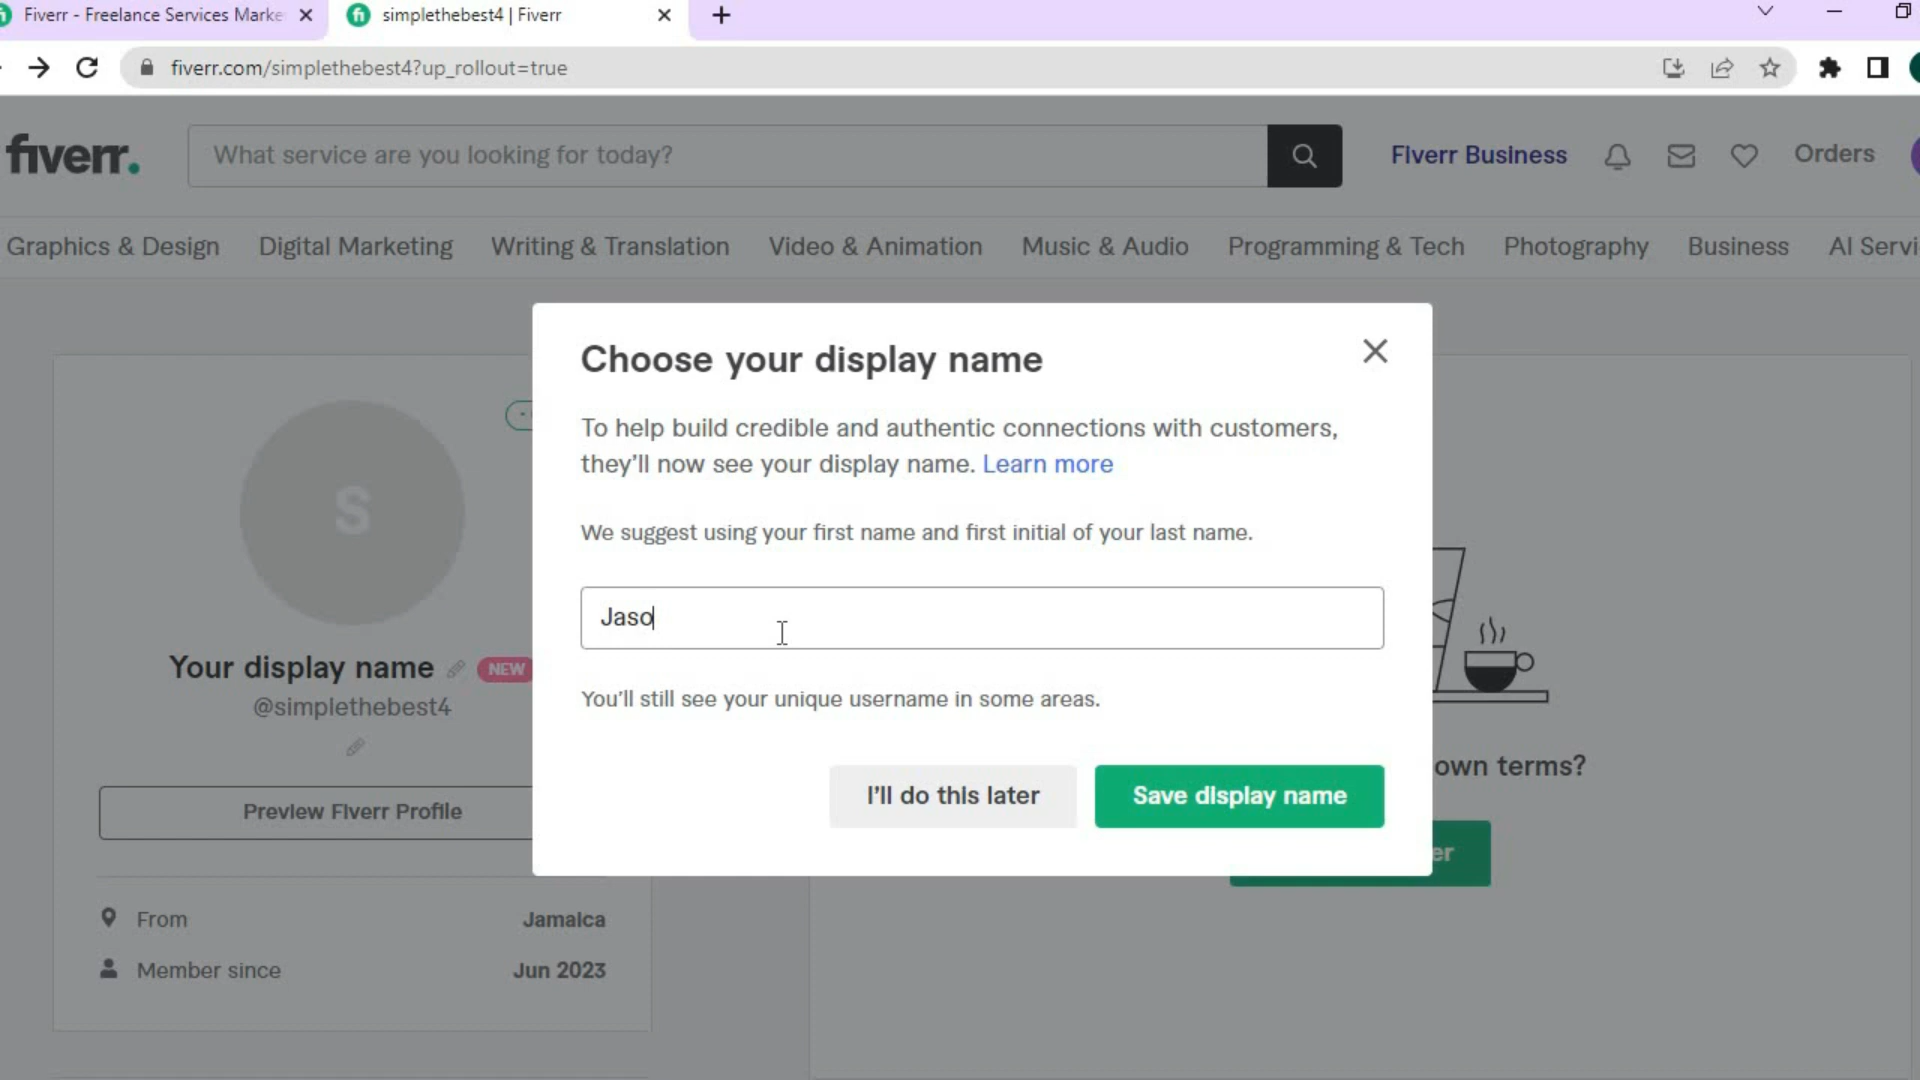 Fiverr - Freelance Services Marke
simplethebest4 | Fiverr
fiverr.com/simplethebest4?up_rollout=true
fiverr.
What service are you looking for today?
Fiverr Business
Orders
Graphics & Design
Digital Marketing
Writing & Translation
Video & Animation
Music & Audio
Programming & Tech
Photography
Business
AI Servi
Choose your display name
To help build credible and authentic connections with customers,
they'll now see your display name. Learn more
We suggest using your first name and first initial of your last name.
Jaso
You'll still see your unique username in some areas.
I'll do this later
Save display name
S
Your display name
NEW
@simplethebest4
Preview Fiverr Profile
From
Jamaica
Member since
Jun 2023
own terms?
er